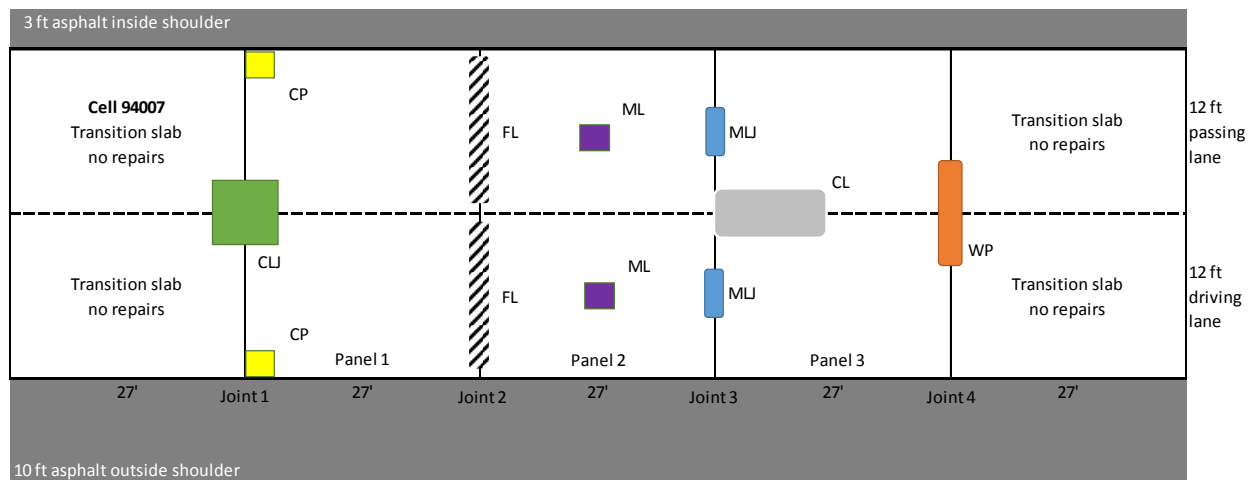 3 ft asphalt inside shoulder
CP
Cell 94007
Transition slab
no repairs
FL
ML
MLJ
Transition slab
no repairs
12 ft
passing
lane
CL
CLJ
WP
Transition slab
no repairs
FL
ML
MLJ
Transition slab
no repairs
12 ft
driving
lane
CP
Panel 1
Panel 2
Panel 3
27'
Joint 1
27'
Joint 2
27'
Joint 3
27'
Joint 4
27'
10 ft asphalt outside shoulder